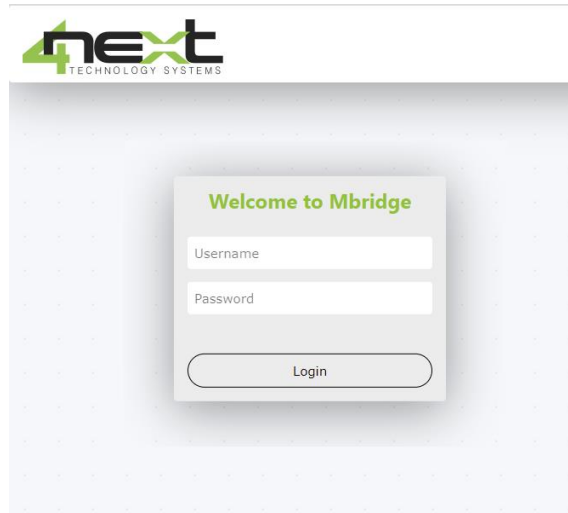 4next
TECHNOLOGY SYSTEMS
Welcome to Mbridge
Username
Password
Login